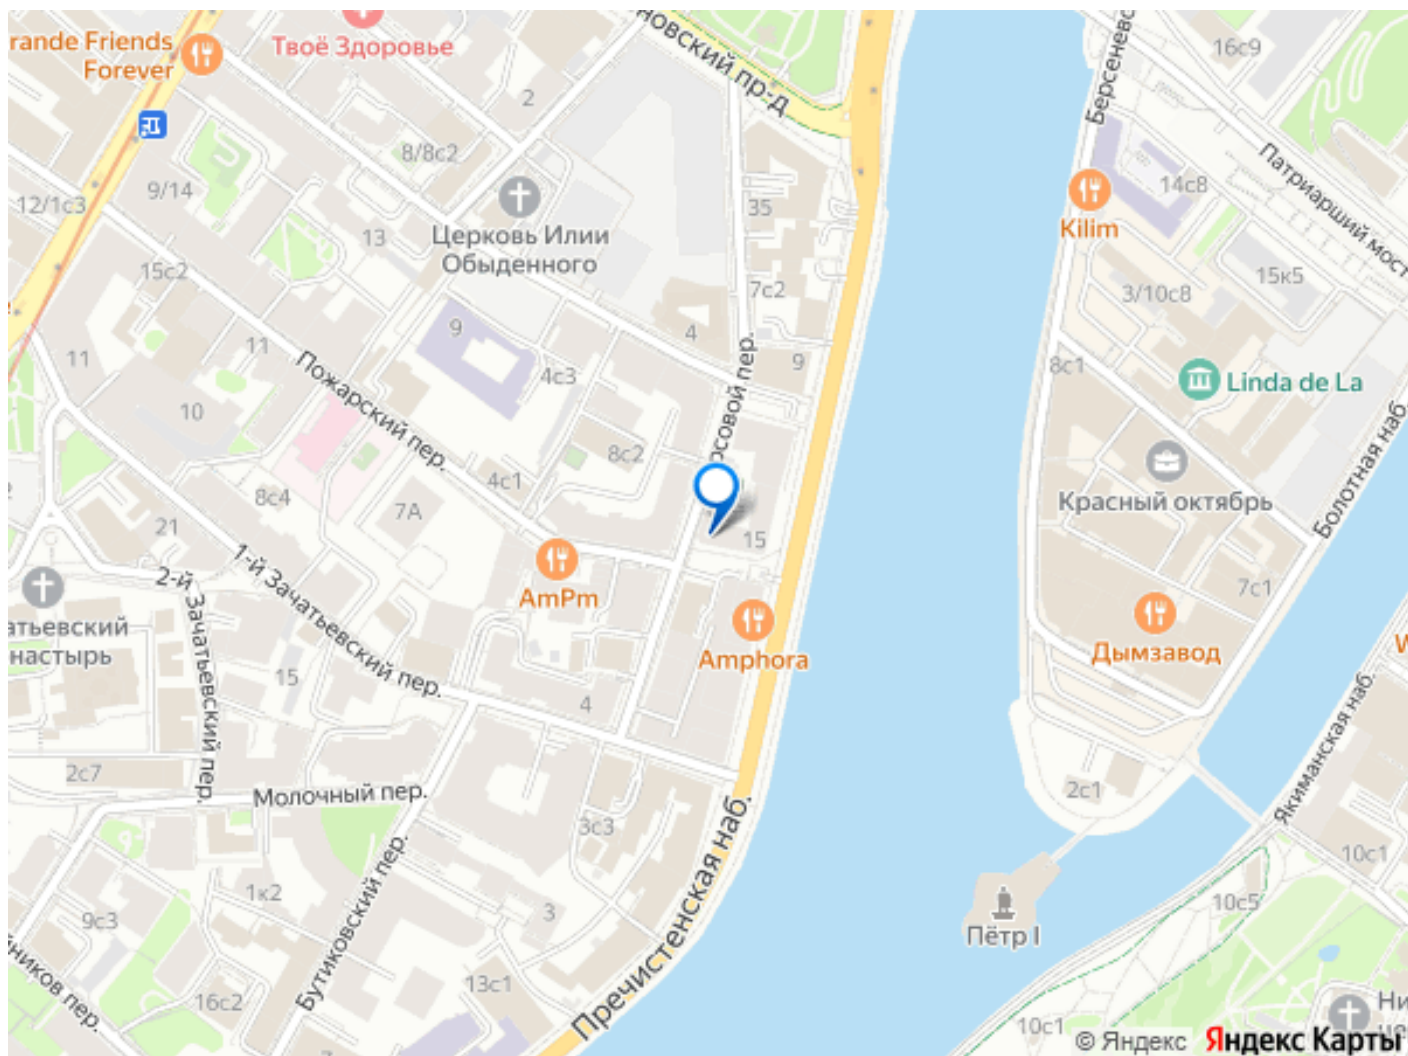 rande Friends
Forever
Твоё Здоровье
новский пр-д
Берсеневс
16с9
2
8/8с2
9/14
12/1с3
Патриарший мост
14с8
Kilim
35
13
Церковь Илии
Обыденного
15с2
7с2
15к5
3/10с8
4
9
11
11
4с3
9
8с1
Linda de La
Пожарский пер.
росовой пер.
10
8с2
4с1
8с4
7А
Красный октябрь
Болотная наб.
21
15
1-й Зачатьевский пер.
2-й Зачатьевский пер.
AmPm
7с1
атьевский
настырь
Amphora
Дымзавод
15
4
Якиманская наб.
2с7
Молочный пер.
2с1
3с3
10с1
1к2
Бутиковский пер.
Пречистенская наб.
9с3
3
10с5
Пётр I
ников пер.
16с2
13с1
10с1
Ни
© Яндекс
Яндекс Карты